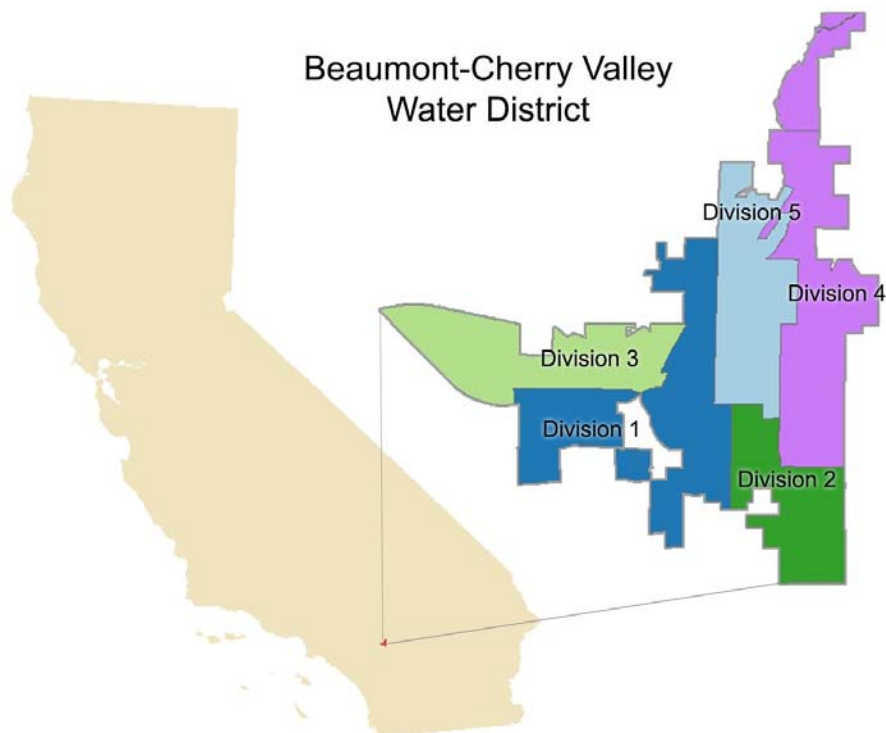 Beaumont-Cherry Valley
Water District
Division 5
Division 4
Division 3
Division 1
Division 2